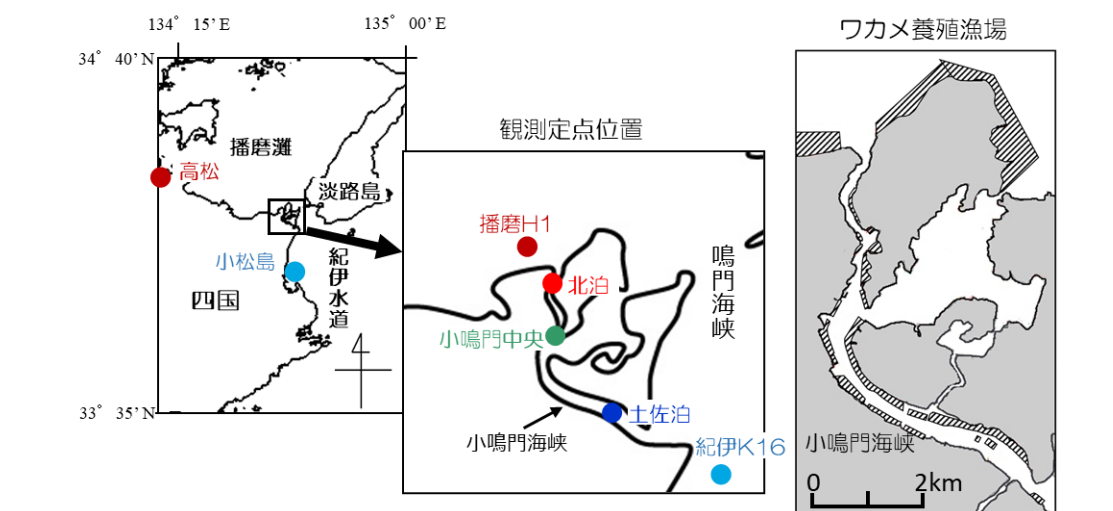 134° 15’E
135° 00’E
34° 40’N
播磨灘
高松
淡路島
小松島
紀伊水道
四国
33° 35’N
観測定点位置
播磨H1
北泊
鳴門海峡
小鳴門中央
土佐泊
小鳴門海峡
紀伊K16
ワカメ養殖漁場
小鳴門海峡
0 2km